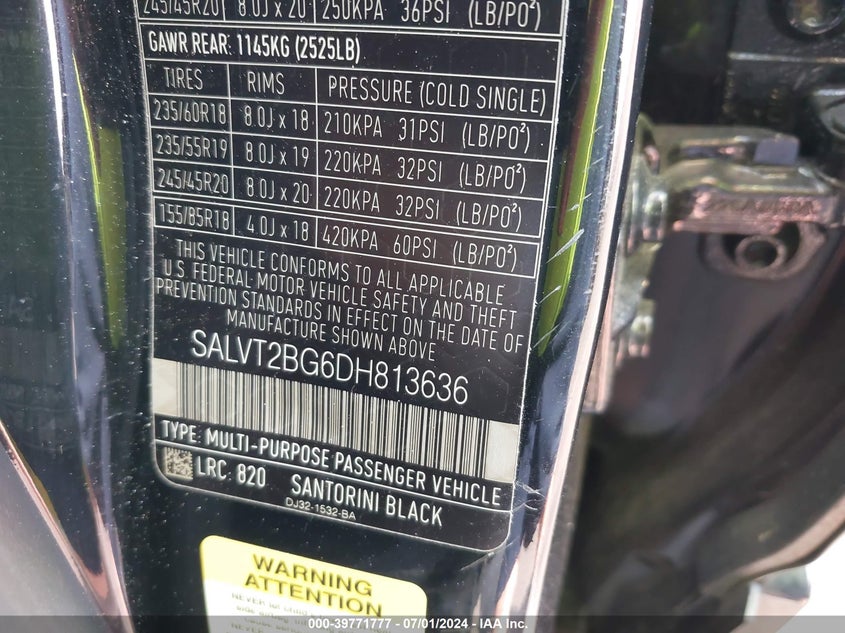 245/45R20 8.0J x 20 250KPA 36PSI (LB/PO²)
GAWR REAR: 1145KG (2525LB)
TIRES RIMS PRESSURE (COLD SINGLE)
235/60R18 8.0J x 18 210KPA 31PSI (LB/PO²)
235/55R19 8.0J x 19 220KPA 32PSI (LB/PO²)
245/45R20 8.0J x 20 220KPA 32PSI (LB/PO²)
T55/85R18 4.0J x 18 420KPA 60PSI (LB/PO²)
THIS VEHICLE CONFORMS TO ALL APPLICABLE
U.S. FEDERAL MOTOR VEHICLE SAFETY AND THEFT
PREVENTION STANDARDS IN EFFECT ON THE DATE OF
MANUFACTURE SHOWN ABOVE
SALVT2BG6DH813636
TYPE: MULTI-PURPOSE PASSENGER VEHICLE
LRC: 820 SANTORINI BLACK
DJ32-1532-BA
WARNING
ATTENTION
000-39771777 - 07/01/2024 - IAA Inc.